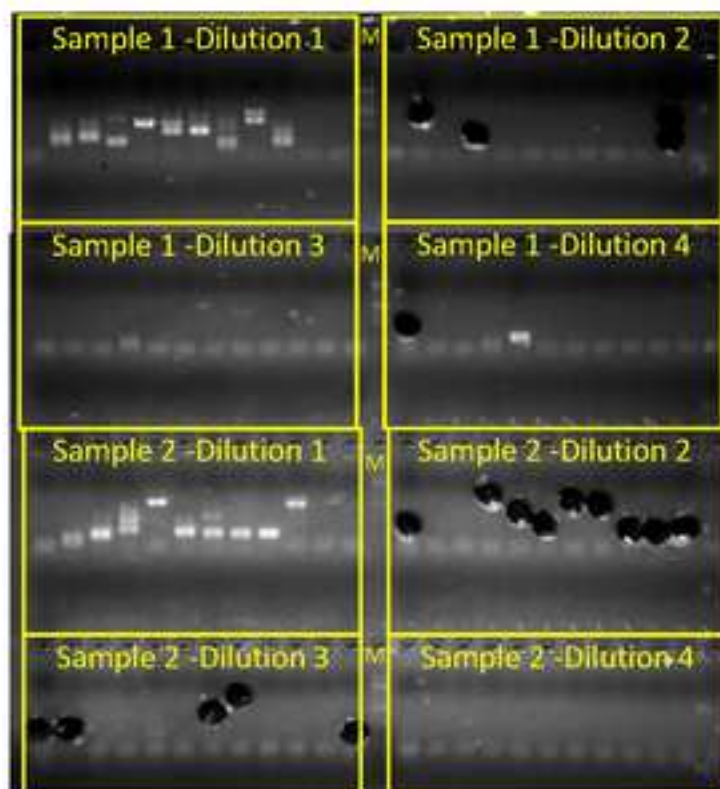 Sample 1 -Dilution 1
M
Sample 1 -Dilution 2
Sample 1 -Dilution 3
M
Sample 1 -Dilution 4
Sample 2 -Dilution 1
M
Sample 2 -Dilution 2
Sample 2 -Dilution 3
M
Sample 2 -Dilution 4